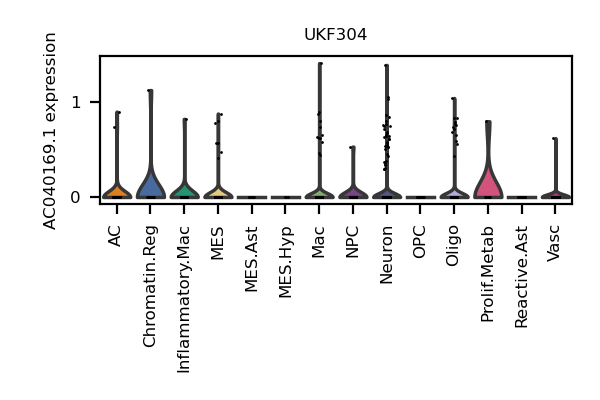 UKF304
AC040169.1 expression
1
0
AC
Chromatin.Reg
Inflammatory.Mac
MES
MES.Ast
MES.Hyp
Mac
NPC
Neuron
OPC
Oligo
Prolif.Metab
Reactive.Ast
Vasc